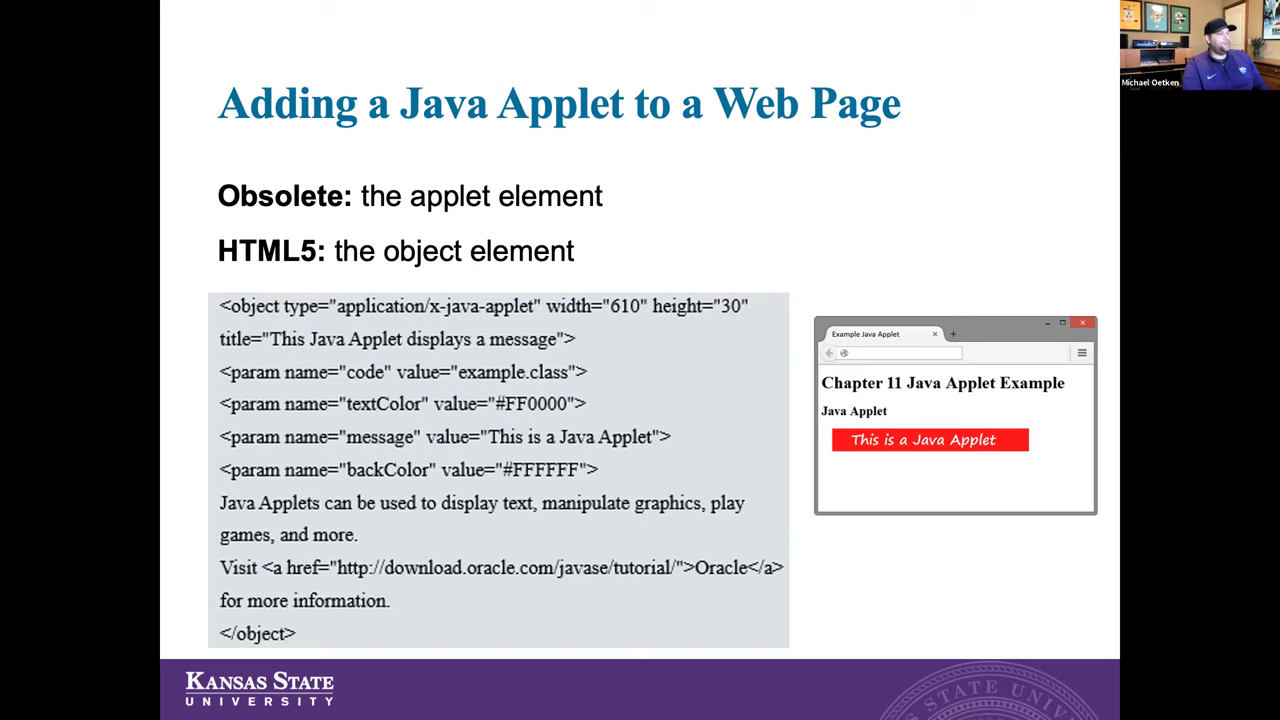 Adding a Java Applet to a Web Page
Obsolete: the applet element
HTML5: the object element
<object type="application/x-java-applet" width="610" height="30"
title="This Java Applet displays a message">
<param name="code" value="example.class">
<param name="textColor" value="#FF0000">
<param name="message" value="This is a Java Applet">
<param name="backColor" value="#FFFFFF">
Java Applets can be used to display text, manipulate graphics, play
games, and more.
Visit <a href="http://download.oracle.com/javase/tutorial/">Oracle</a>
for more information.
</object>
Example Java Applet
Chapter 11 Java Applet Example
Java Applet
This is a Java Applet
Michael Oetken
KANSAS STATE
UNIVERSITY
STATE UNI